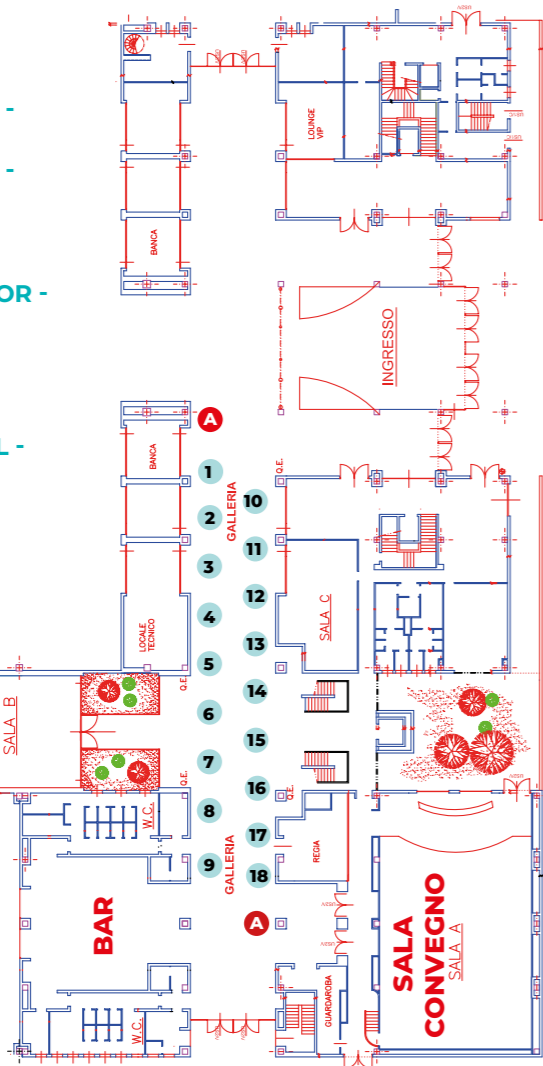 -
-
OR -
L -
LOUNGE
VIP
BANCA
INGRESSO
A
BANCA
Q.E.
1
GALLERIA
10
2
11
3
12
SALA C
4
LOCALE
TECNICO
13
5
Q.E.
14
SALA B
6
15
7
Q.E.
16
Q.E.
8
W.C.
17
REGIA
9
GALLERIA
18
BAR
A
SALA
CONVEGNO
SALA A
W.C.
GUARDAROBA